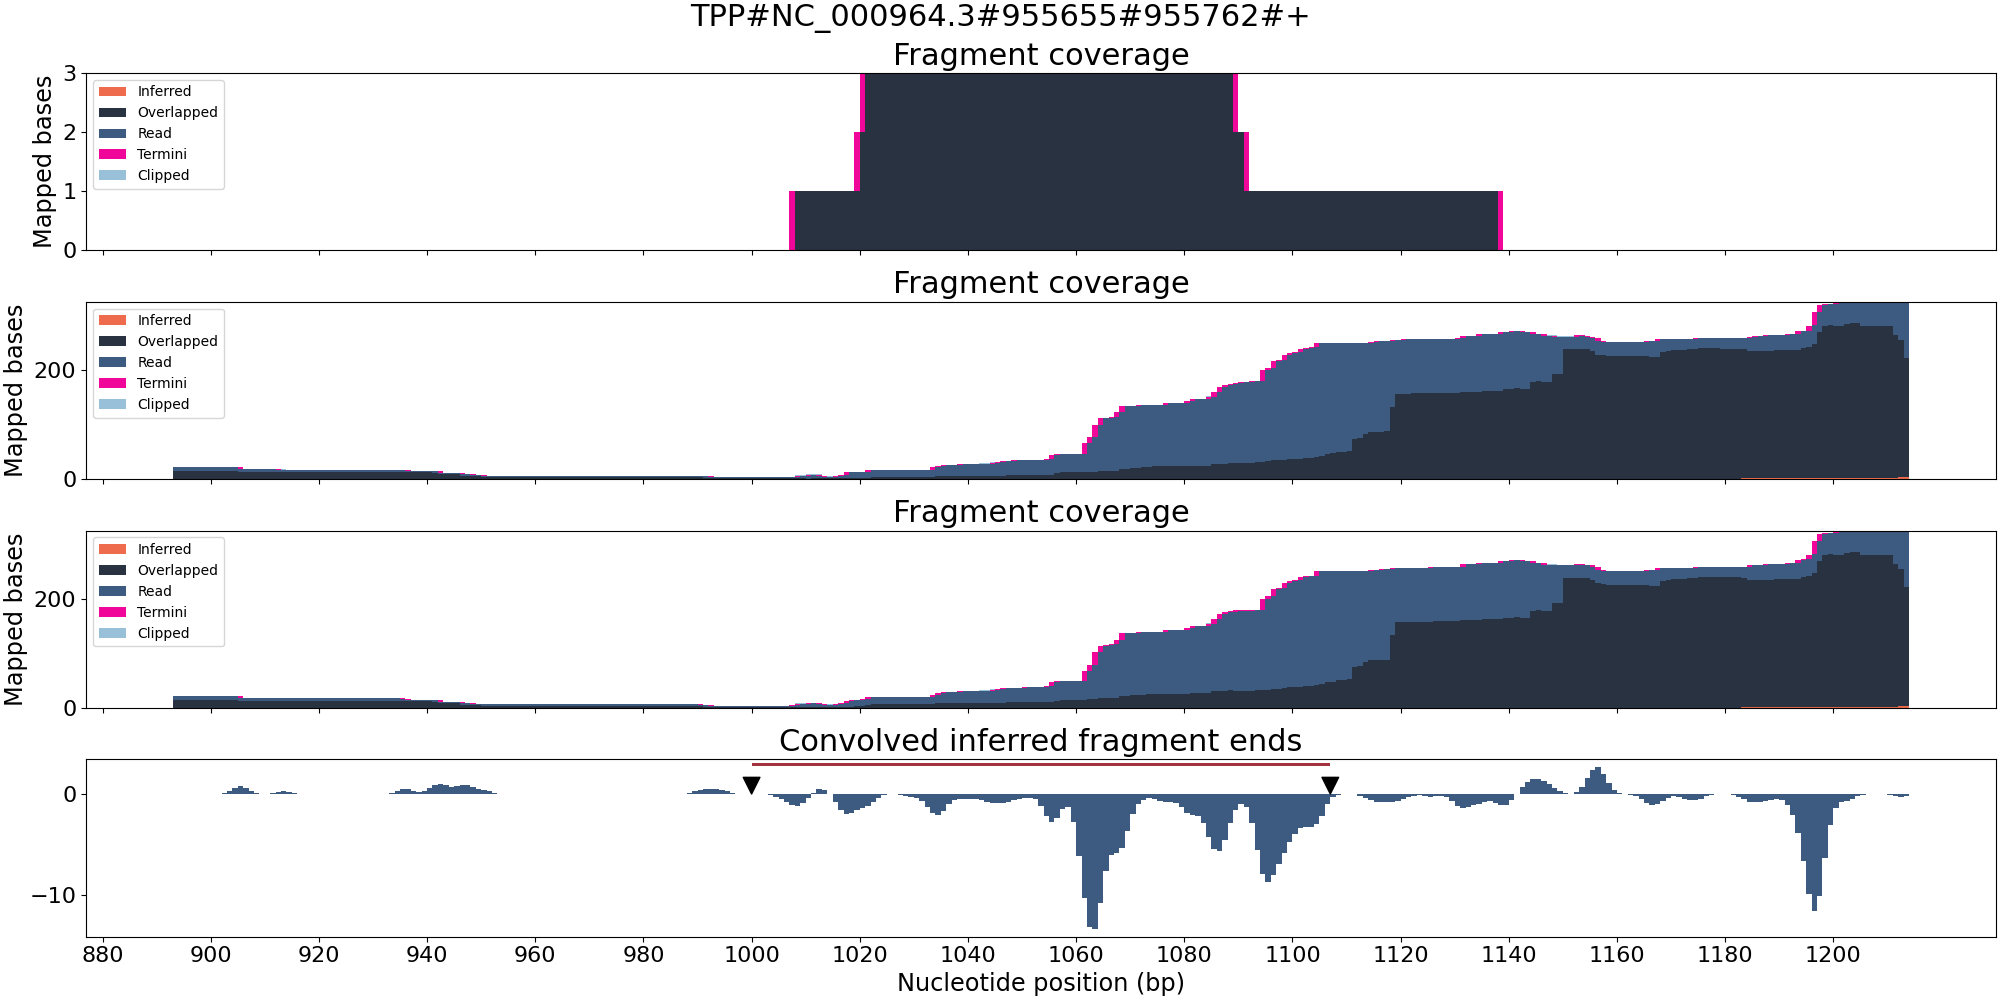 TPP#NC_000964.3#955655#955762#+
Fragment coverage
Mapped bases
3
2
1
0
Inferred
Overlapped
Read
Termini
Clipped
Fragment coverage
Mapped bases
200
0
Inferred
Overlapped
Read
Termini
Clipped
Fragment coverage
Mapped bases
200
0
Inferred
Overlapped
Read
Termini
Clipped
Convolved inferred fragment ends
0
−10
880 900 920 940 960 980 1000 1020 1040 1060 1080 1100 1120 1140 1160 1180 1200
Nucleotide position (bp)